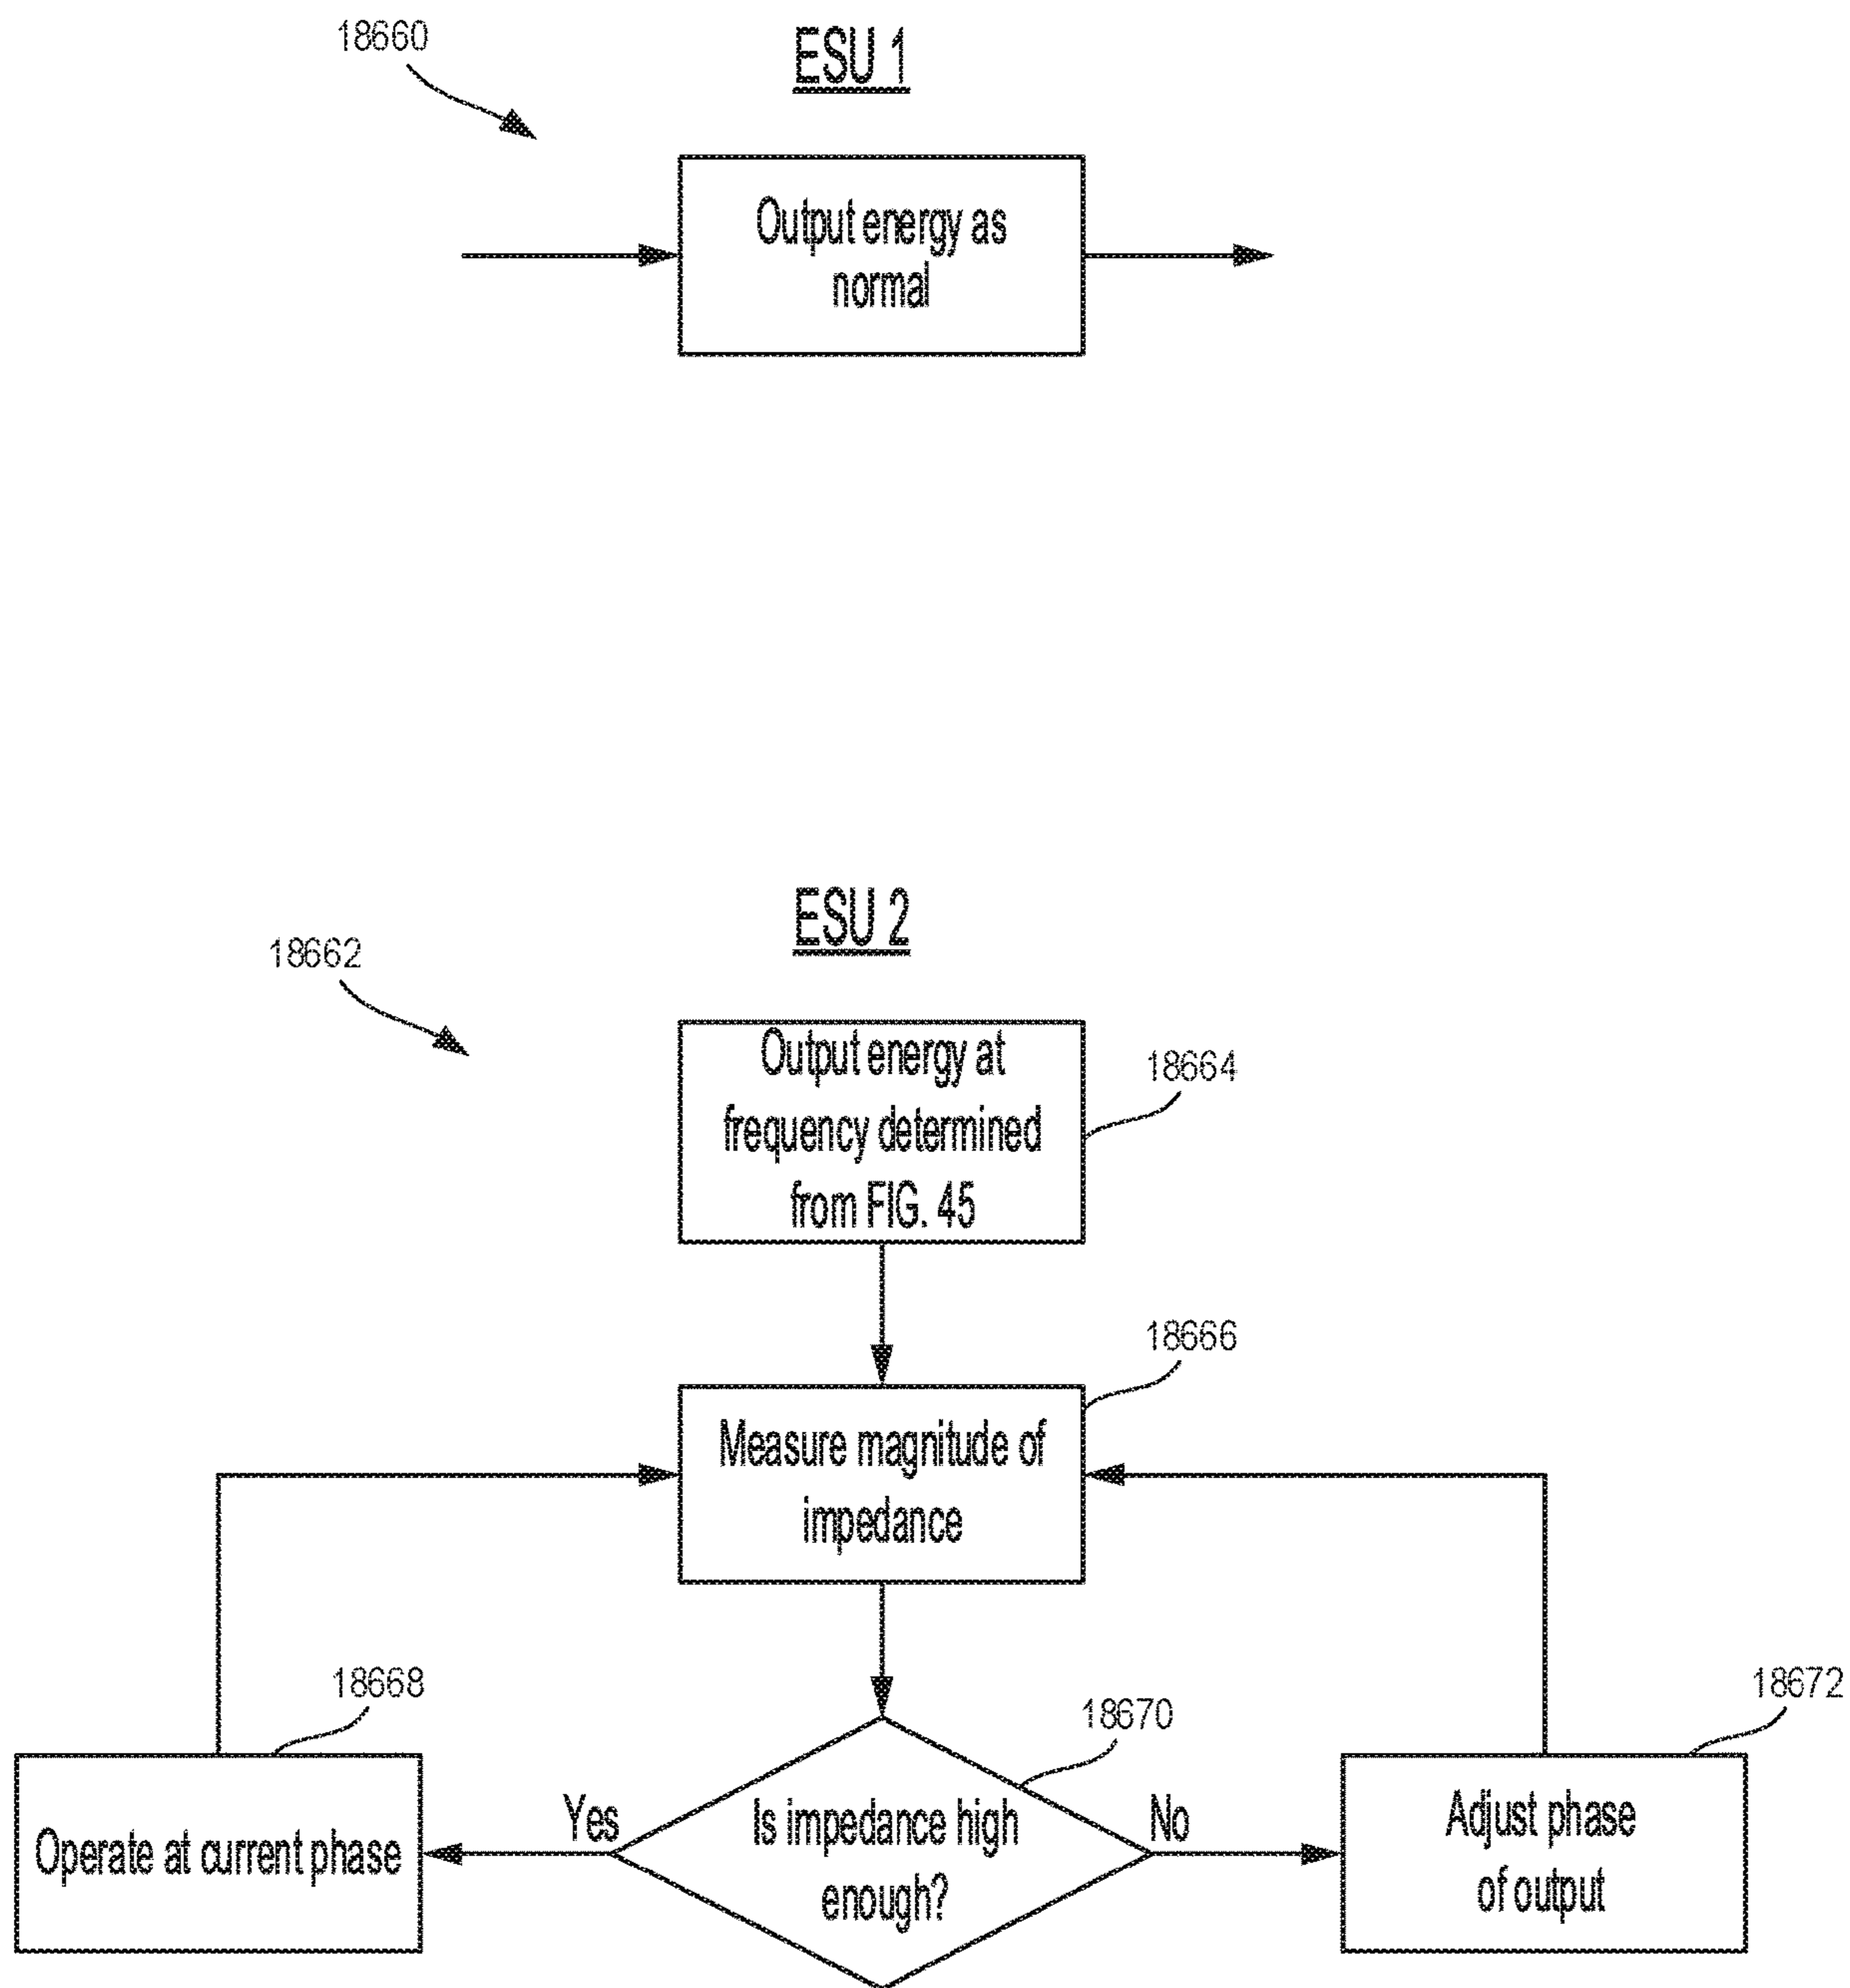 18660
ESU 1
Output energy as
normal
ESU 2
18662
Output energy at
frequency determined
from FIG. 45
18664
18666
Measure magnitude of
impedance
18668
18670
18672
Operate at current phase
Yes
Is impedance high
enough?
No
Adjust phase
of output